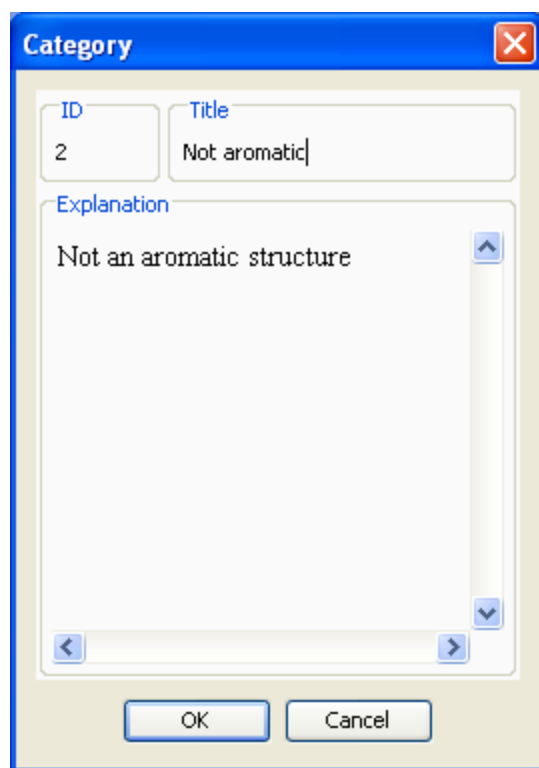 Category
ID
Title
2
Not aromatic
Explanation
Not an aromatic structure
OK
Cancel